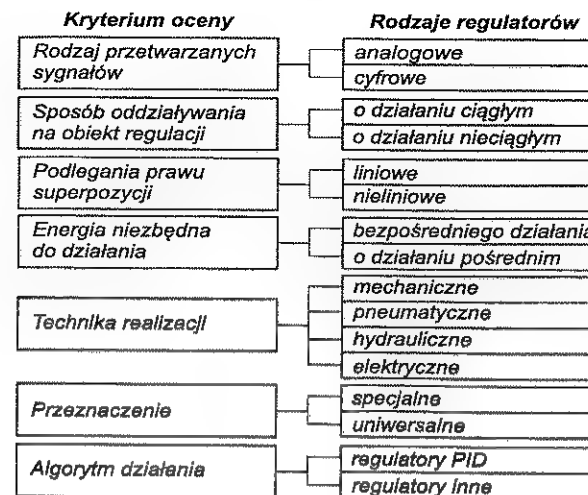 Kryterium oceny
Rodzaje regulatorów
Rodzaj przetwarzanych
sygnałów
analogowe
cyfrowe
Sposób oddziaływania
na obiekt regulacji
o działaniu ciągłym
o działaniu nieciągłym
Podlegania prawu
superpozycji
liniowe
nieliniowe
Energia niezbędna
do działania
bezpośredniego działania
o działaniu pośrednim
Technika realizacji
mechaniczne
pneumatyczne
hydrauliczne
elektryczne
Przeznaczenie
specjalne
uniwersalne
Algorytm działania
regulatory PID
regulatory inne